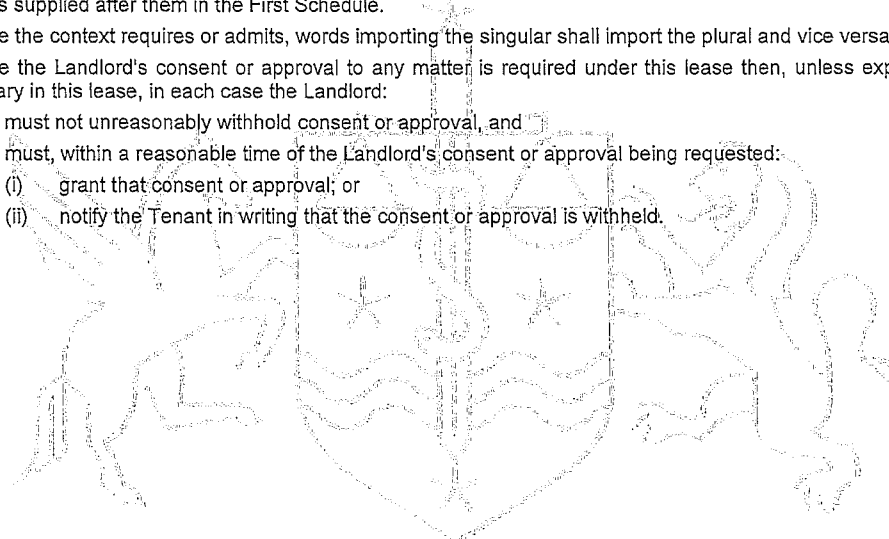 s supplied after them in the First Schedule.
e the context requires or admits, words importing the singular shall import the plural and vice versa
e the Landlord's consent or approval to any matter is required under this lease then, unless exp
ary in this lease, in each case the Landlord:
must not unreasonably withhold consent or approval, and
must, within a reasonable time of the Landlord's consent or approval being requested:
(i) grant that consent or approval; or
(ii) notify the Tenant in writing that the consent or approval is withheld.